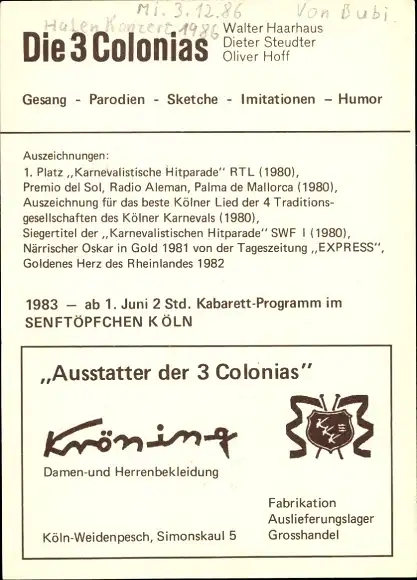 Mi. 3.12.86 Von Bubi
Hafen Konzert 1986
Die 3 Colonias
Walter Haarhaus
Dieter Steudter
Oliver Hoff
Gesang - Parodien - Sketche - Imitationen – Humor
Auszeichnungen:
1. Platz „Karnevalistische Hitparade" RTL (1980),
Premio del Sol, Radio Aleman, Palma de Mallorca (1980),
Auszeichnung für das beste Kölner Lied der 4 Traditions-
gesellschaften des Kölner Karnevals (1980),
Siegertitel der „Karnevalistischen Hitparade" SWF I (1980),
Närrischer Oskar in Gold 1981 von der Tageszeitung „EXPRESS",
Goldenes Herz des Rheinlandes 1982
1983 — ab 1. Juni 2 Std. Kabarett-Programm im
SENFTÖPFCHEN KÖLN
„Ausstatter der 3 Colonias"
Kröning
KKK
Damen-und Herrenbekleidung
Köln-Weidenpesch, Simonskaul 5
Fabrikation
Auslieferungslager
Grosshandel